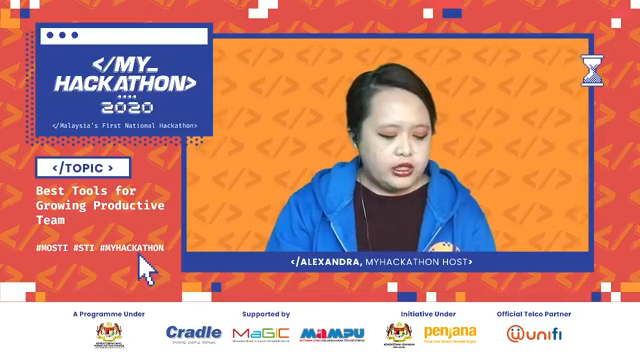 </MY_
HACKATHON>
2020
</Malaysia's First National Hackathon>
</TOPIC >
Best Tools for
Growing Productive
Team
#MOSTI #STI #MYHACKATHON
</ALEXANDRA, MYHACKATHON HOST>
A Programme Under
Supported by
Initiative Under
Official Telco Partner
Cradle
MaGIC
MAMPU
penjana
unifi